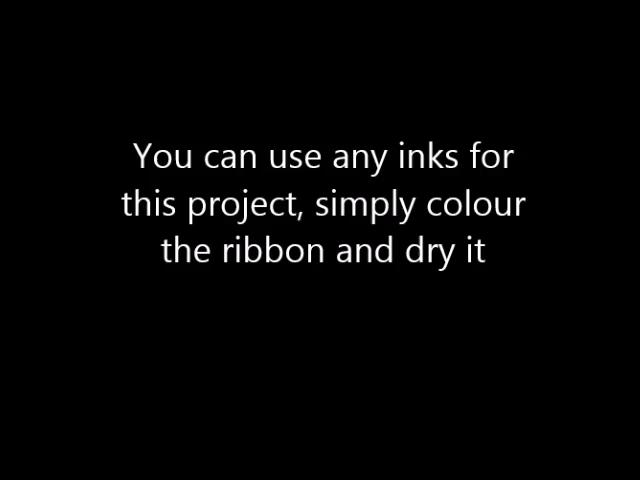 You can use any inks for
this project, simply colour
the ribbon and dry it